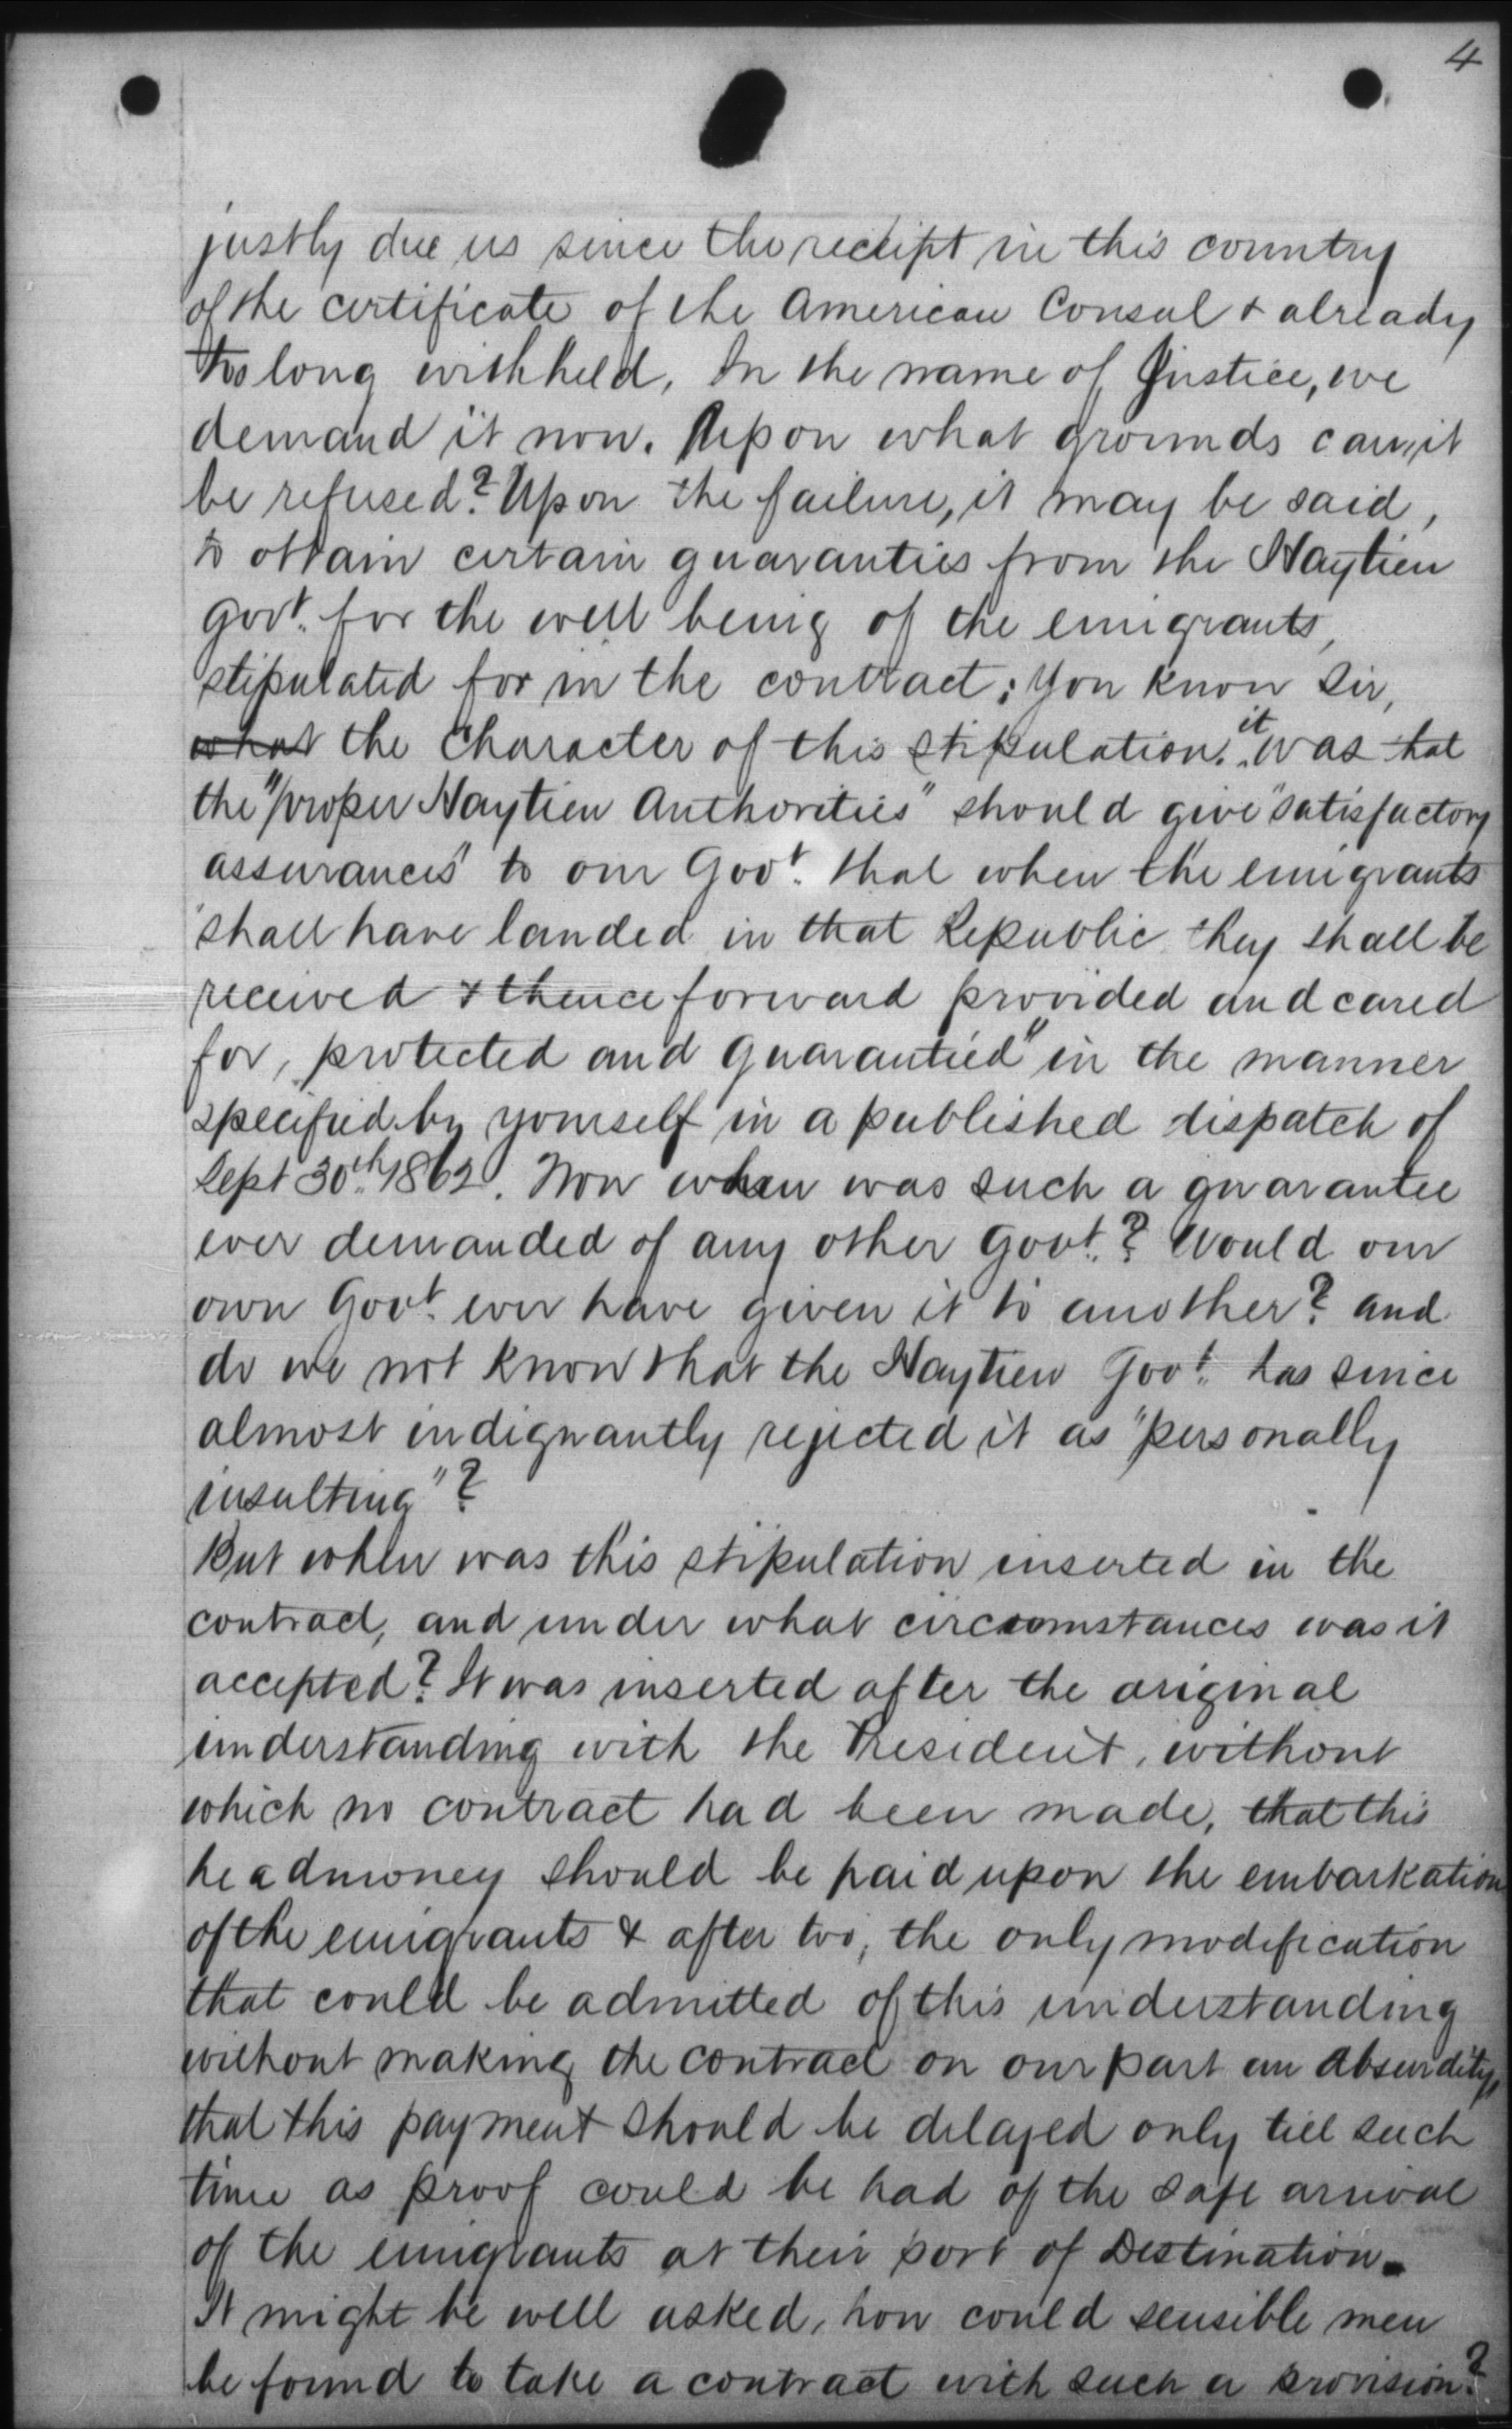 4
justly due us since the receipt in this country
of the certificate of the American Consul & already
too long withheld, In the name of Justice, we
demand it now. Upon what grounds can it
be refused? Upon the failure, it may be said,
to obtain certain guaranties from the Haytien
govt. for the well being of the emigrants,
stipulated for in the contract; You know Sir,
what the character of this stipulation. it was that
the "proper Haytien Authorities" should give "satisfactory
assurances" to our Govt. that when the emigrants
"shall have landed in that Republic they shall be
received & thenceforward provided and cared
for, protected and guarantied" in the manner
specified by yourself in a published dispatch of
Sept 30th. 1862. Now when was such a guarantee
ever demanded of any other Govt.? Would our
own Govt. ever have given it to another? and
do we not know that the Haytien Govt. has since
almost indignantly rejected it as "personally
insulting"?
But when was this stipulation inserted in the
contract, and under what circcomstances was it
accepted? It was inserted after the original
understanding with the President, without
which no contract had been made, that this
headmoney should be paid upon the embarkation
of the emigrants & after too, the only modification
that could be admitted of this understanding
without making the contract on our part an absurdity,
that this payment should be delayed only till such
time as proof could be had of the safe arrival
of the emigrants at their port of Destination.
It might be well asked, how could sensible men
be found to take a contract with such a provision?